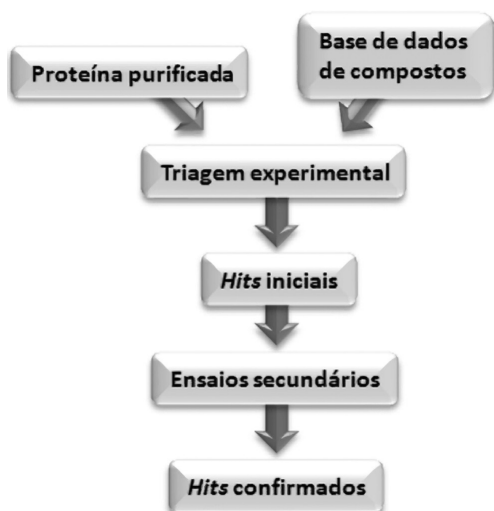 Proteína purificada
Base de dados
de compostos
Triagem experimental
Hits iniciais
Ensaios secundários
Hits confirmados